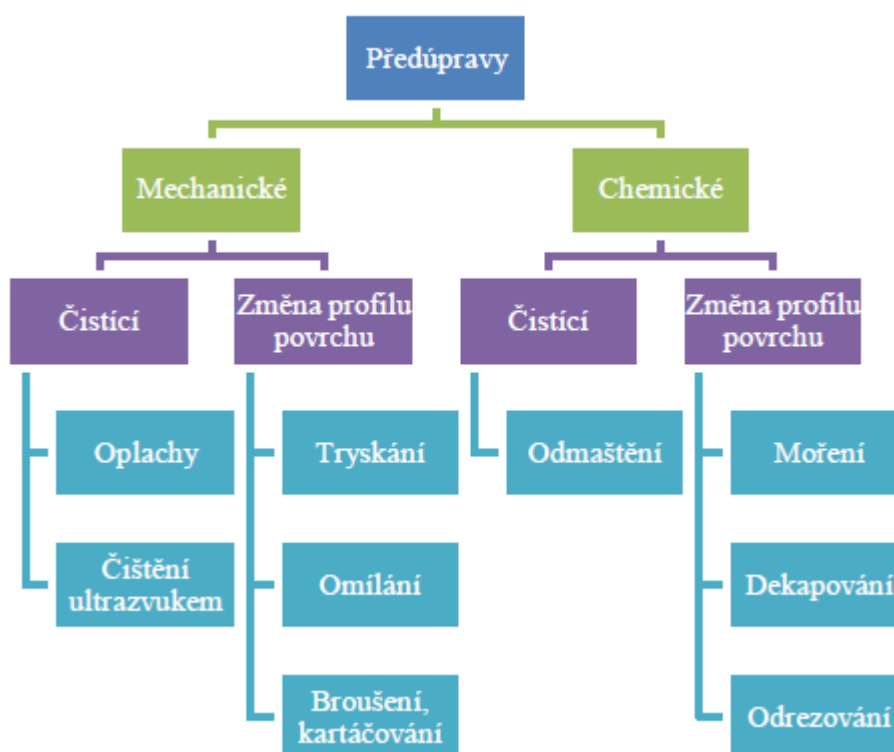 Předúpravy
Mechanické
Chemické
Čistící
Změna profilu
povrchu
Čistící
Změna profilu
povrchu
Oplachy
Tryskání
Odmaštění
Moření
Čištění
ultrazvukem
Omílání
Dekapování
Broušení,
kartáčování
Odrezování